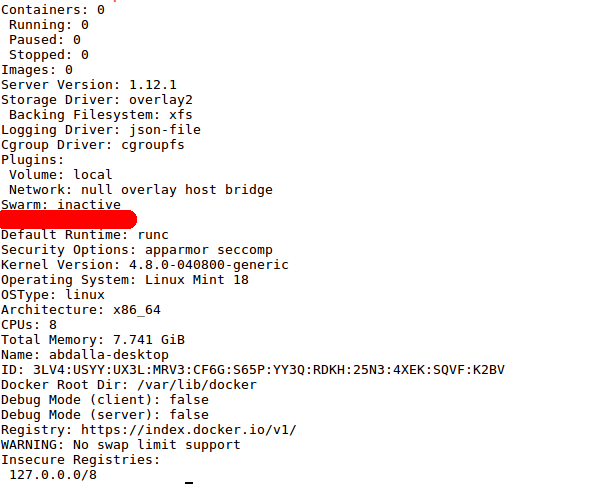 Containers: 0
Running: 0
Paused: 0
Stopped: 0
Images: 0
Server Version: 1.12.1
Storage Driver: overlay2
Backing Filesystem: xfs
Logging Driver: json-file
Cgroup Driver: cgroupfs
Plugins:
Volume: local
Network: null overlay host bridge
Swarm: inactive
Default Runtime: runc
Security Options: apparmor seccomp
Kernel Version: 4.8.0-040800-generic
Operating System: Linux Mint 18
OSType: linux
Architecture: x86_64
CPUs: 8
Total Memory: 7.741 GiB
Name: abdalla-desktop
ID: 3LV4:USYY:UX3L:MRV3:CF6G:S65P:YY3Q:RDKH:25N3:4XEK:SQVF:K2BV
Docker Root Dir: /var/lib/docker
Debug Mode (client): false
Debug Mode (server): false
Registry: https://index.docker.io/v1/
WARNING: No swap limit support
Insecure Registries:
127.0.0.0/8